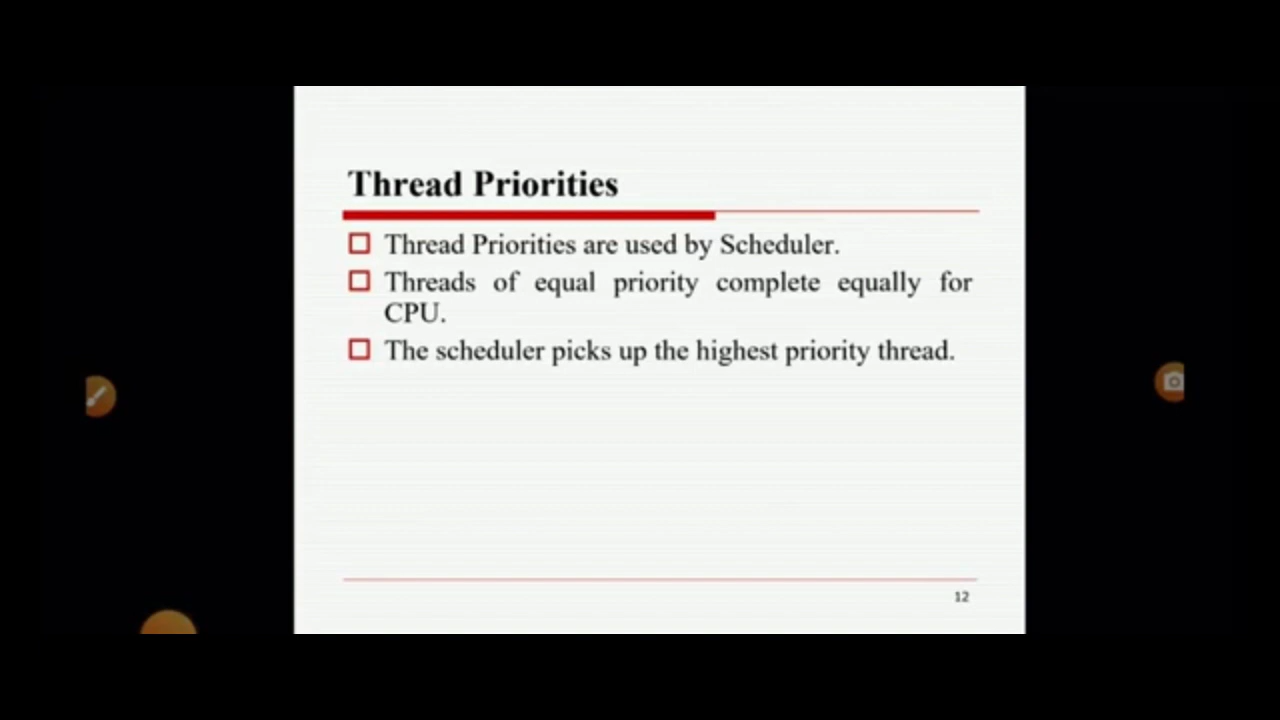 Thread Priorities
Thread Priorities are used by Scheduler.
Threads of equal priority complete equally for
CPU.
The scheduler picks up the highest priority thread.
12